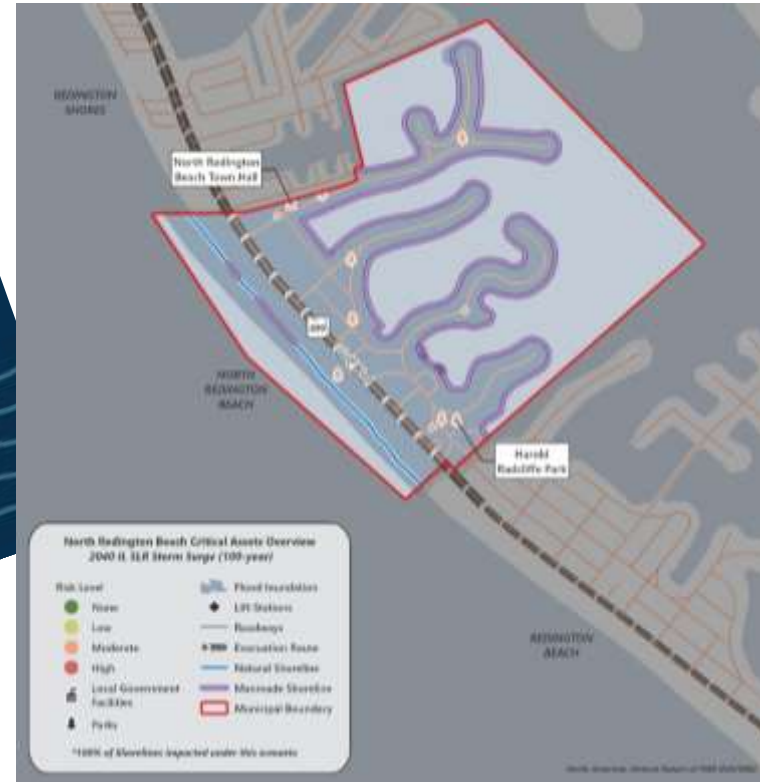 REDINGTON
SHORES
North Redington
Beach Town Hall
699
NORTH
REDINGTON
BEACH
Harold
Radcliffe Park
REDINGTON
BEACH
North Redington Beach Critical Assets Overview
2040 IL SLR Storm Surge (100-year)
Risk Level
None
Low
Moderate
High
Local Government
Facilities
Parks
Flood Inundation
Lift Stations
Roadways
Evacuation Route
Natural Shoreline
Manmade Shoreline
Municipal Boundary
*100% of Shorelines impacted under this scenario